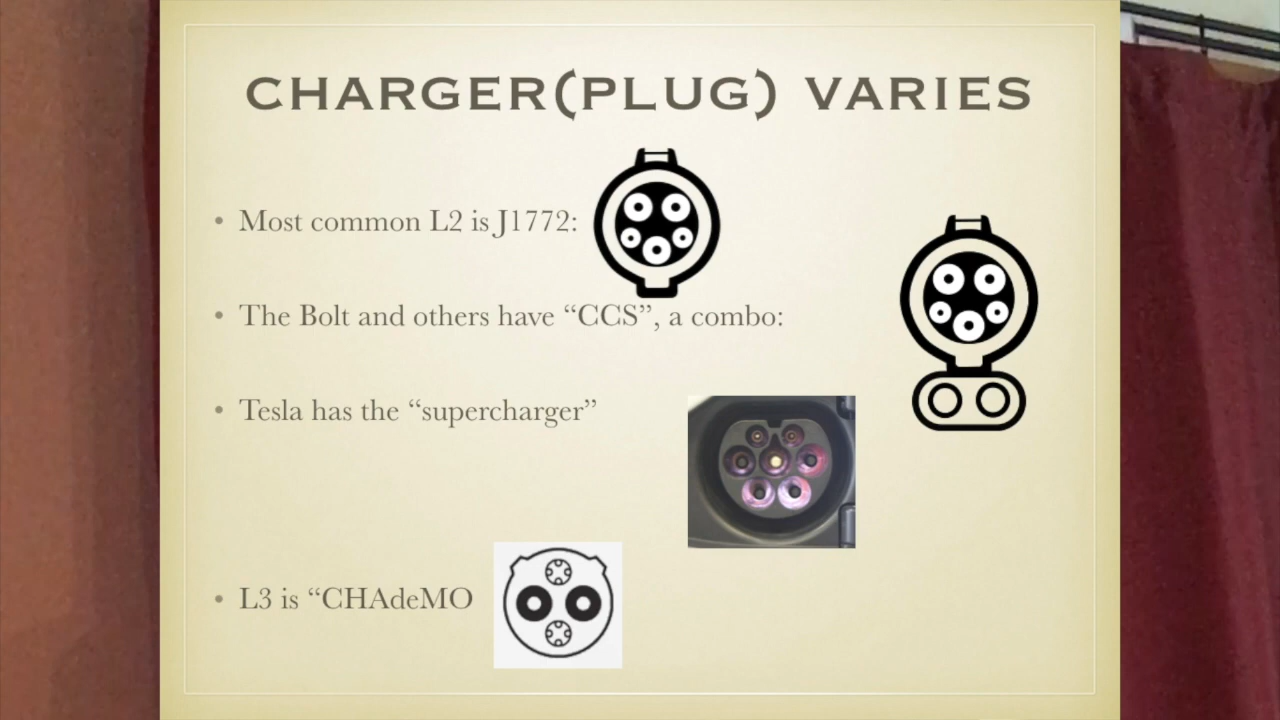 CHARGER(PLUG) VARIES
• Most common L2 is J1772:
• The Bolt and others have “CCS”, a combo:
• Tesla has the “supercharger”
• L3 is “CHAdeMO